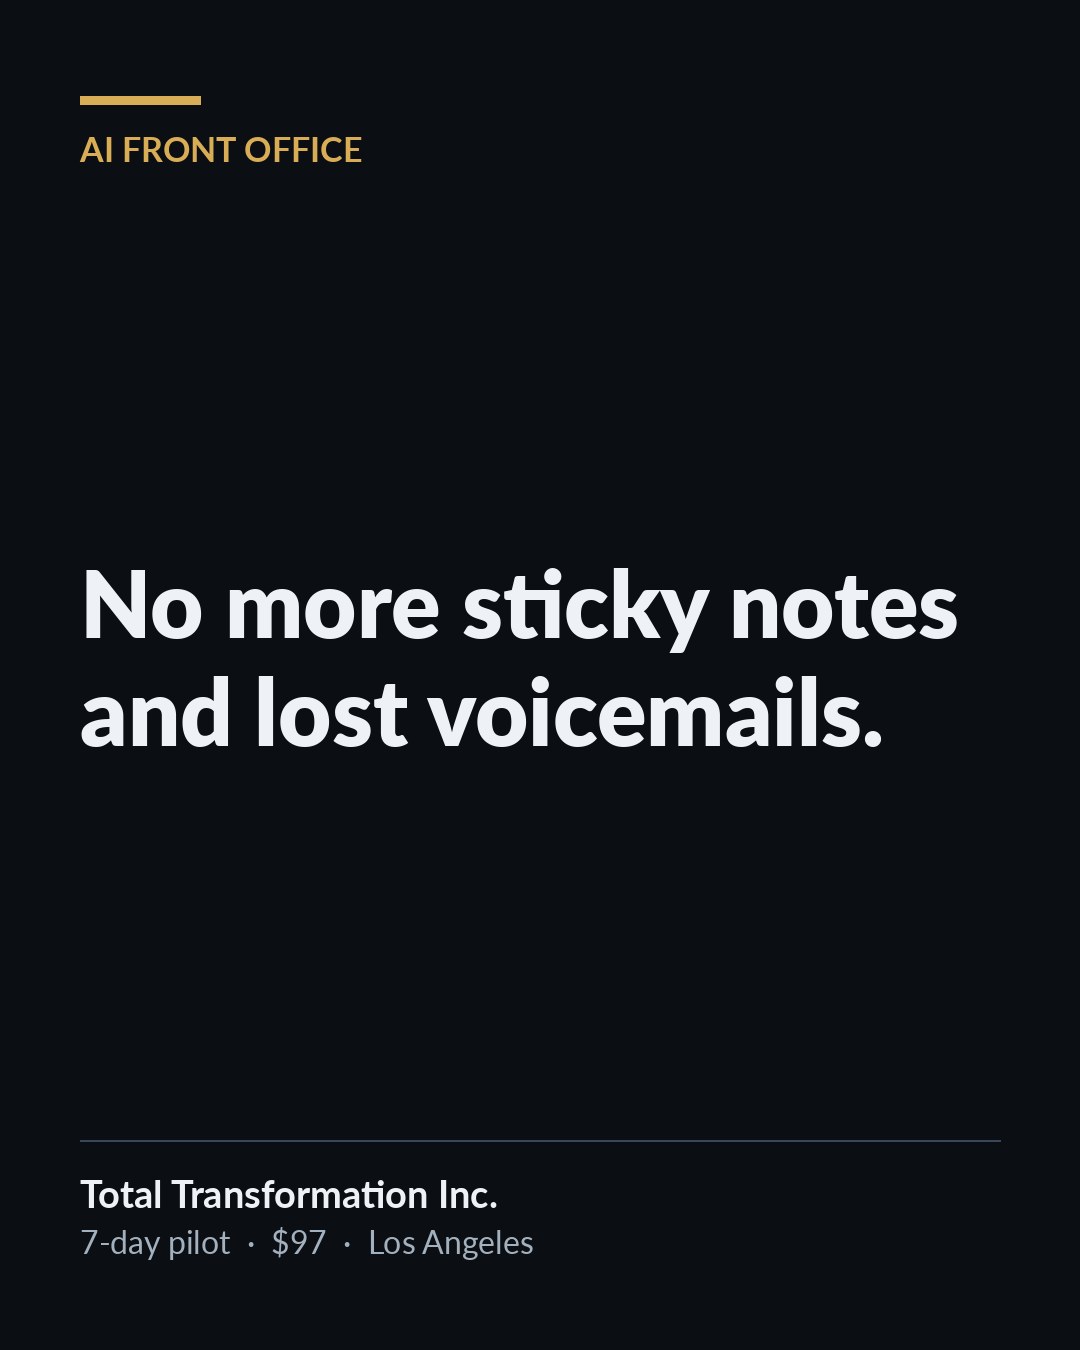 AI FRONT OFFICE
No more sticky notes
and lost voicemails.
Total Transformation Inc.
7-day pilot · $97 · Los Angeles